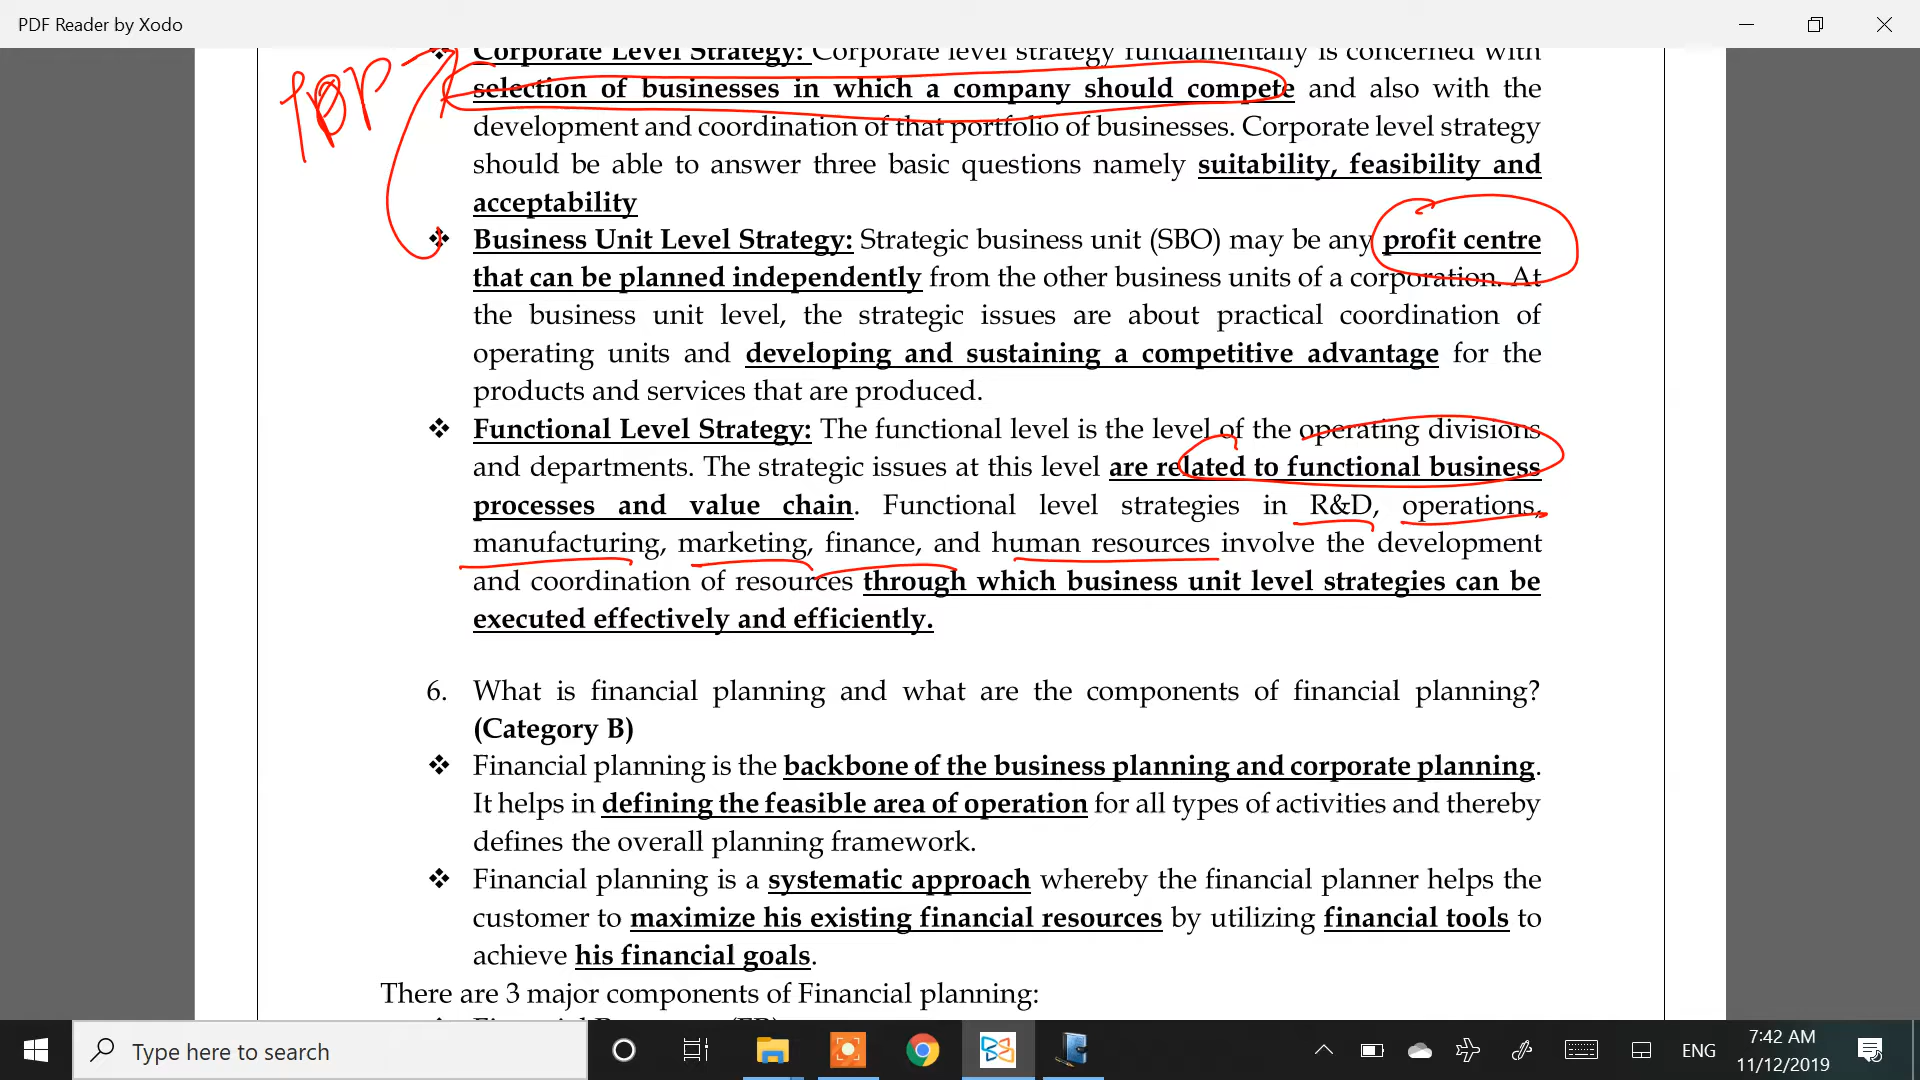 PDF Reader by Xodo
❖ Corporate Level Strategy: Corporate level strategy fundamentally is concerned with
selection of businesses in which a company should compete and also with the
development and coordination of that portfolio of businesses. Corporate level strategy
should be able to answer three basic questions namely suitability, feasibility and
acceptability
❖ Business Unit Level Strategy: Strategic business unit (SBO) may be any profit centre
that can be planned independently from the other business units of a corporation. At
the business unit level, the strategic issues are about practical coordination of
operating units and developing and sustaining a competitive advantage for the
products and services that are produced.
❖ Functional Level Strategy: The functional level is the level of the operating divisions
and departments. The strategic issues at this level are related to functional business
processes and value chain. Functional level strategies in R&D, operations,
manufacturing, marketing, finance, and human resources involve the development
and coordination of resources through which business unit level strategies can be
executed effectively and efficiently.
6. What is financial planning and what are the components of financial planning?
(Category B)
❖ Financial planning is the backbone of the business planning and corporate planning.
It helps in defining the feasible area of operation for all types of activities and thereby
defines the overall planning framework.
❖ Financial planning is a systematic approach whereby the financial planner helps the
customer to maximize his existing financial resources by utilizing financial tools to
achieve his financial goals.
There are 3 major components of Financial planning:
Type here to search
ENG
7:42 AM
11/12/2019